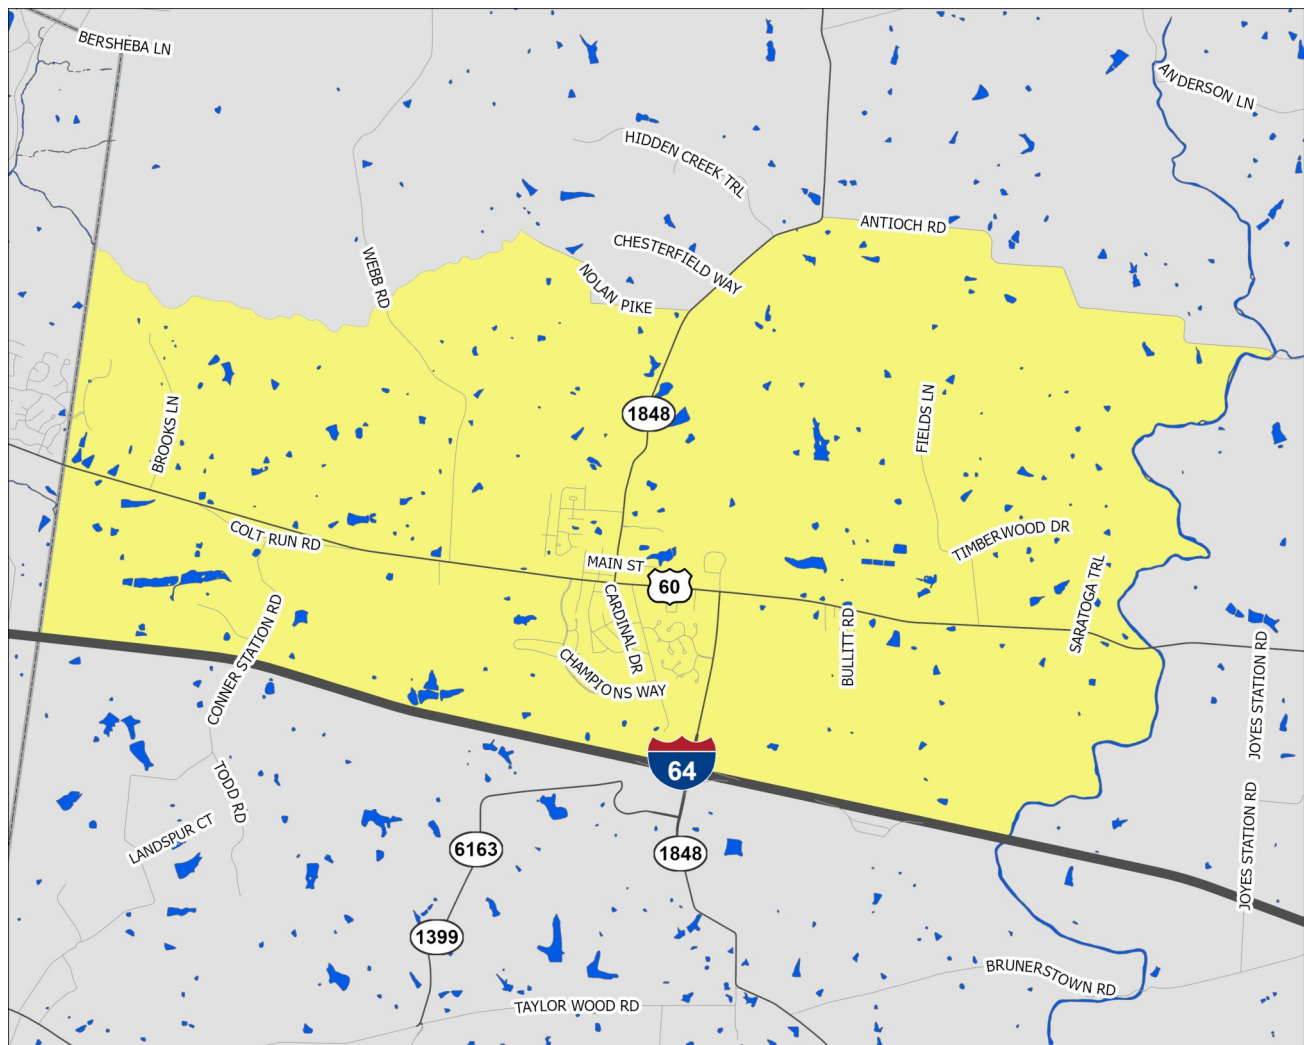 BERSHEBA LN
ANDERSON LN
HIDDEN CREEK TRL
ANTIOCH RD
CHESTERFIELD WAY
WEBB RD
NOLAN PIKE
1848
BROOKS LN
FIELDS LN
COLT RUN RD
TIMBERWOOD DR
MAIN ST
60
SARATOGA TRL
CARDINAL DR
BULLITT RD
CONNER STATION RD
CHAMPIONS WAY
JOYES STATION RD
64
TODD RD
LANDSPUR CT
6163
1848
JOYES STATION RD
1399
BRUNERSTOWN RD
TAYLOR WOOD RD